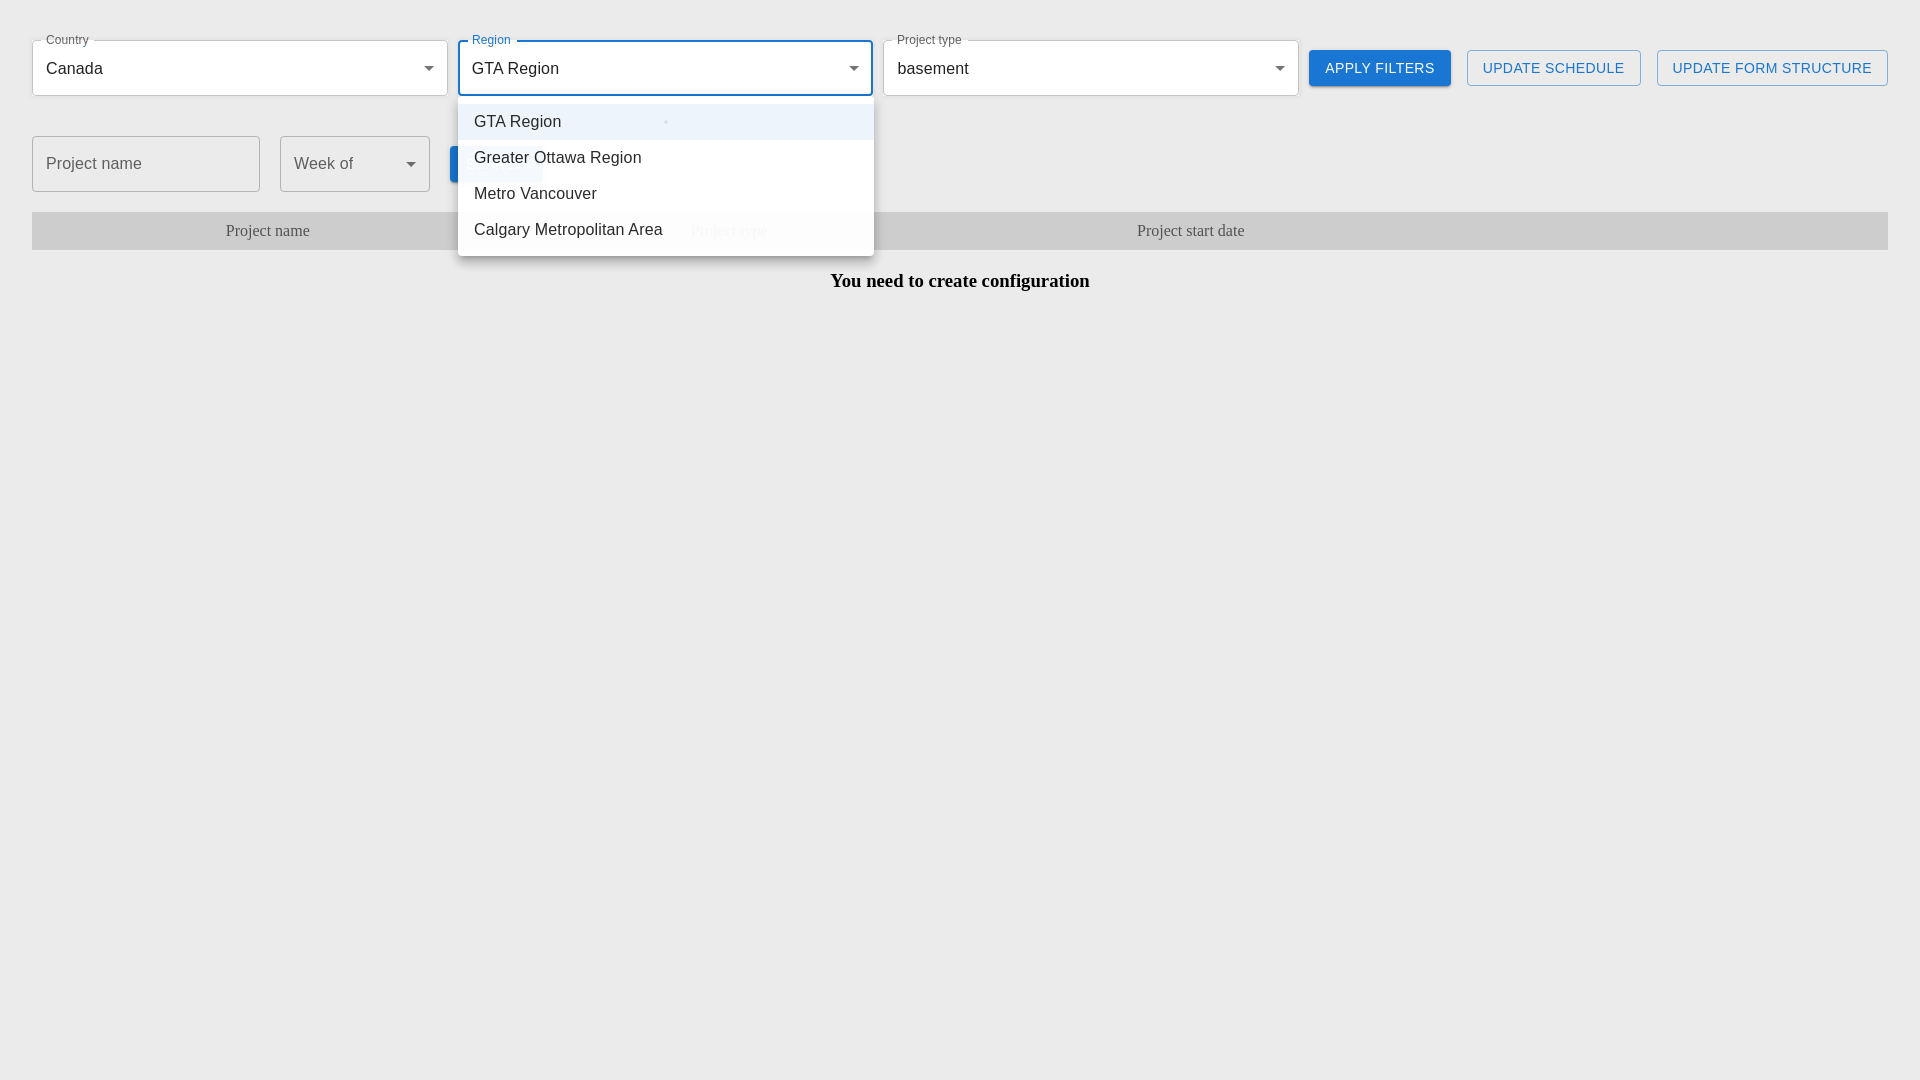 Country
Region
Project type
Canada
GTA Region
basement
APPLY FILTERS
UPDATE SCHEDULE
UPDATE FORM STRUCTURE
GTA Region
Greater Ottawa Region
Metro Vancouver
Calgary Metropolitan Area
Project name
Week of
Project name
Project type
Project start date
You need to create configuration